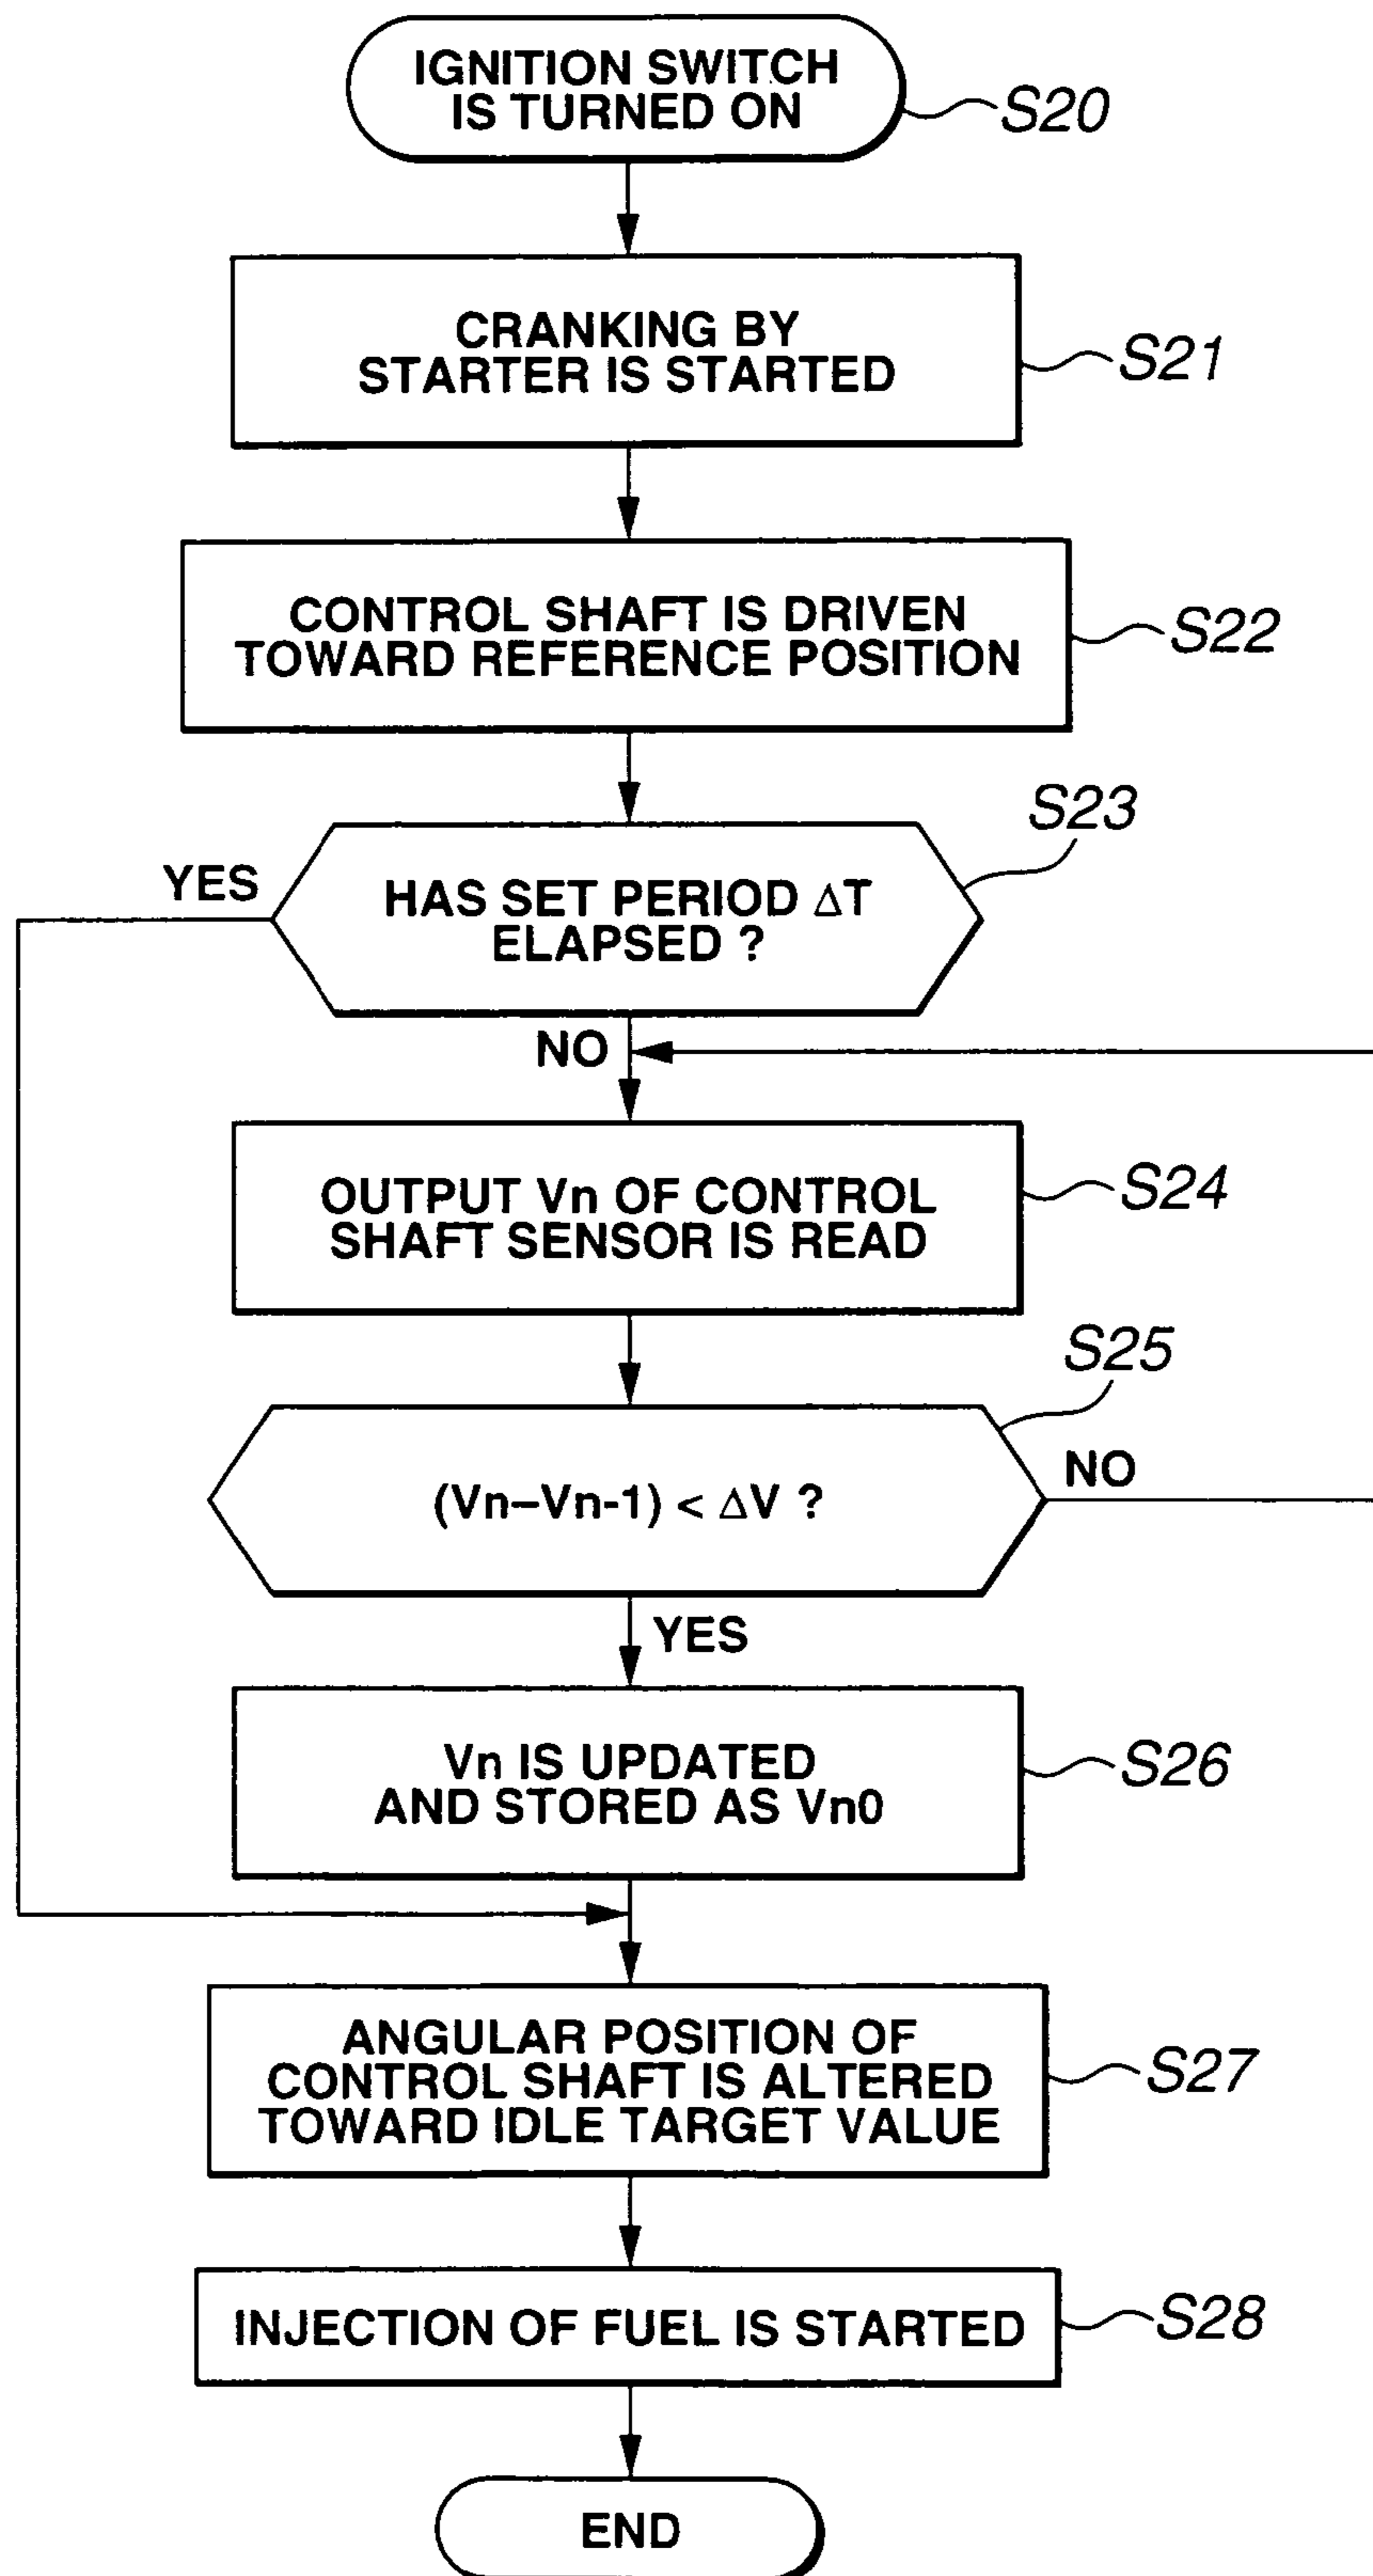 IGNITION SWITCH
IS TURNED ON
S20
CRANKING BY
STARTER IS STARTED
S21
CONTROL SHAFT IS DRIVEN
TOWARD REFERENCE POSITION
S22
S23
YES
HAS SET PERIOD ΔT
ELAPSED ?
NO
OUTPUT Vn OF CONTROL
SHAFT SENSOR IS READ
S24
S25
NO
(Vn–Vn-1) < ΔV ?
YES
Vn IS UPDATED
AND STORED AS Vn0
S26
ANGULAR POSITION OF
CONTROL SHAFT IS ALTERED
TOWARD IDLE TARGET VALUE
S27
INJECTION OF FUEL IS STARTED
S28
END